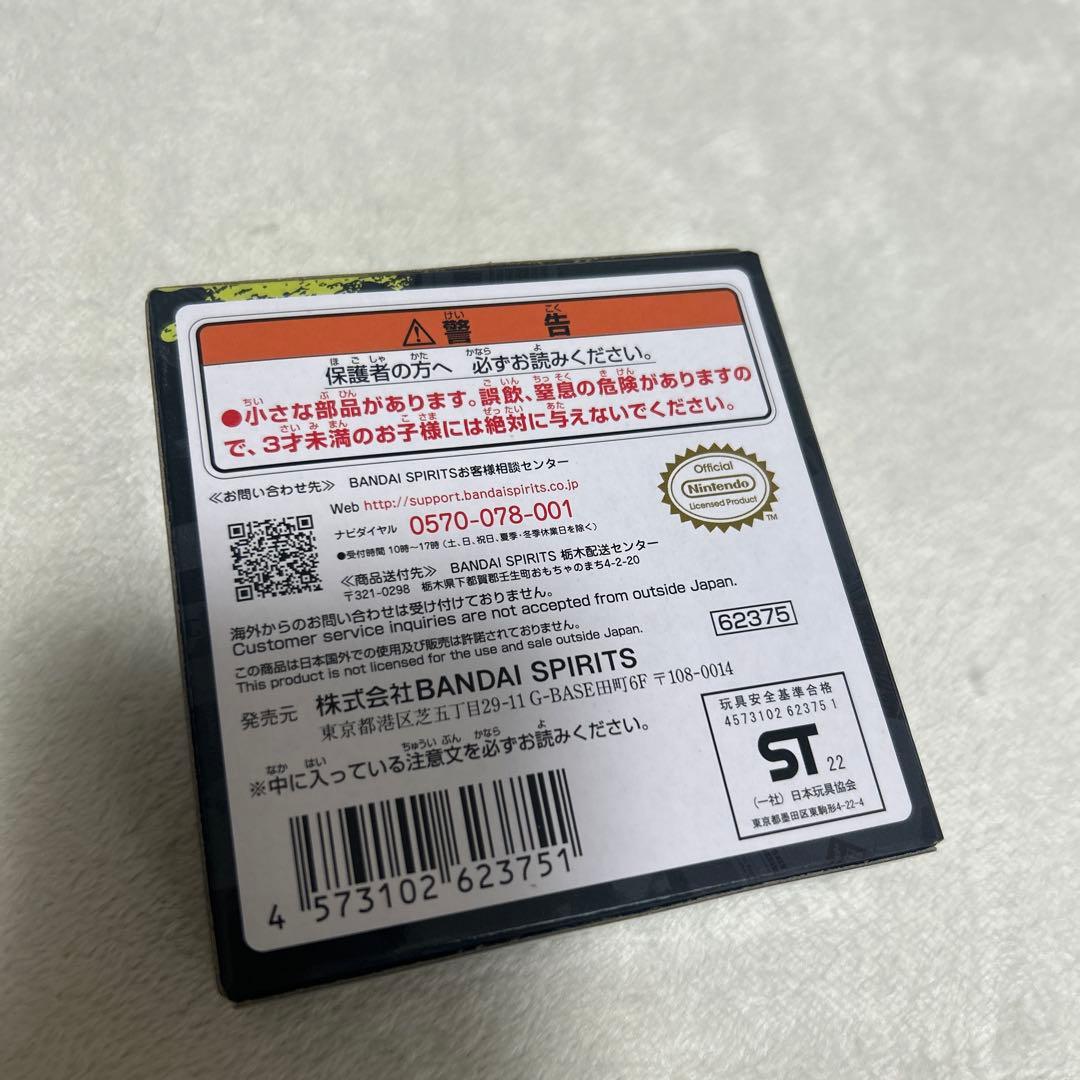 ⚠警告
保護者の方へ 必ずお読みください。
●小さな部品があります。誤飲、窒息の危険がありますの
で、3才未満のお子様には絶対に与えないでください。
≪お問い合わせ先≫ BANDAI SPIRITSお客様相談センター
Web http://support.bandaispirits.co.jp
ナビダイヤル 0570-078-001
●受付時間 10時〜17時(土、日、祝日、夏季・冬季休業日を除く)
≪商品送付先≫ BANDAI SPIRITS 栃木配送センター
〒321-0298 栃木県下都賀郡壬生町おもちゃのまち4-2-20
Official
Nintendo
Licensed Product
TM
海外からのお問い合わせは受け付けておりません。
Customer service inquiries are not accepted from outside Japan.
この商品は日本国外での使用及び販売は許諾されておりません。
This product is not licensed for the use and sale outside Japan.
62375
発売元 株式会社BANDAI SPIRITS
東京都港区芝五丁目29-11 G-BASE田町6F 〒108-0014
※中に入っている注意文を必ずお読みください。
玩具安全基準合格
4573102 62375 1
ST 22
(一社)日本玩具協会
東京都墨田区東駒形4-22-4
4 573102 623751